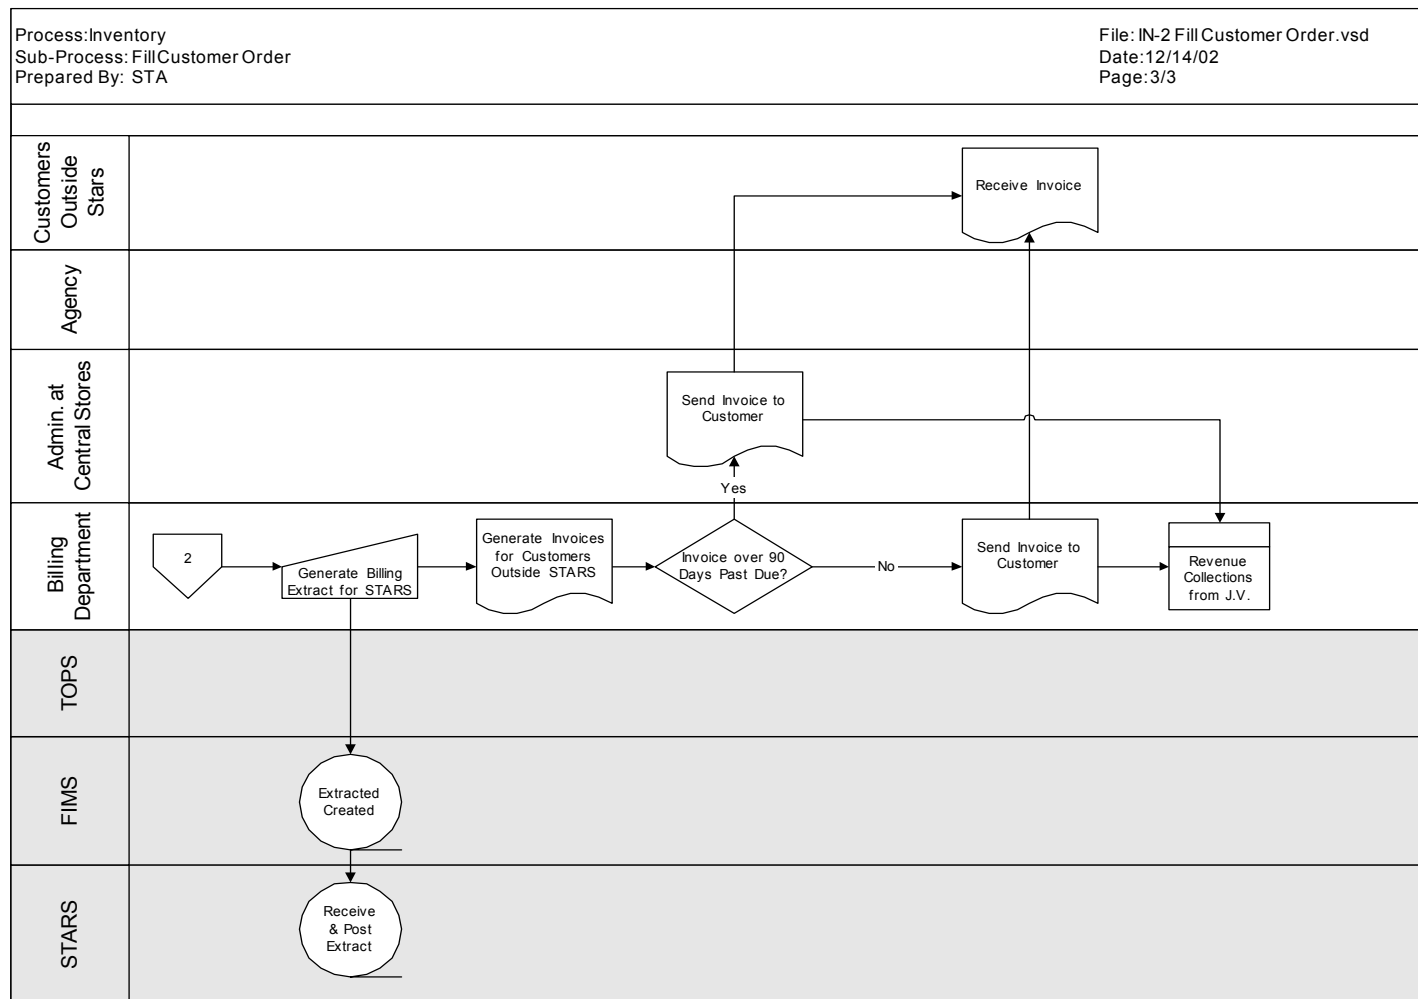 Process:Inventory
Sub-Process: Fill Customer Order
Prepared By: STA
File: IN-2 Fill Customer Order.vsd
Date:12/14/02
Page:3/3
Customers
Outside
Stars
Receive Invoice
Agency
Admin. at
Central Stores
Send Invoice to
Customer
Yes
Billing
Department
2
Generate Billing
Extract for STARS
Generate Invoices
for Customers
Outside STARS
Invoice over 90
Days Past Due?
No
Send Invoice to
Customer
Revenue
Collections
from J.V.
TOPS
FIMS
Extracted
Created
STARS
Receive
& Post
Extract